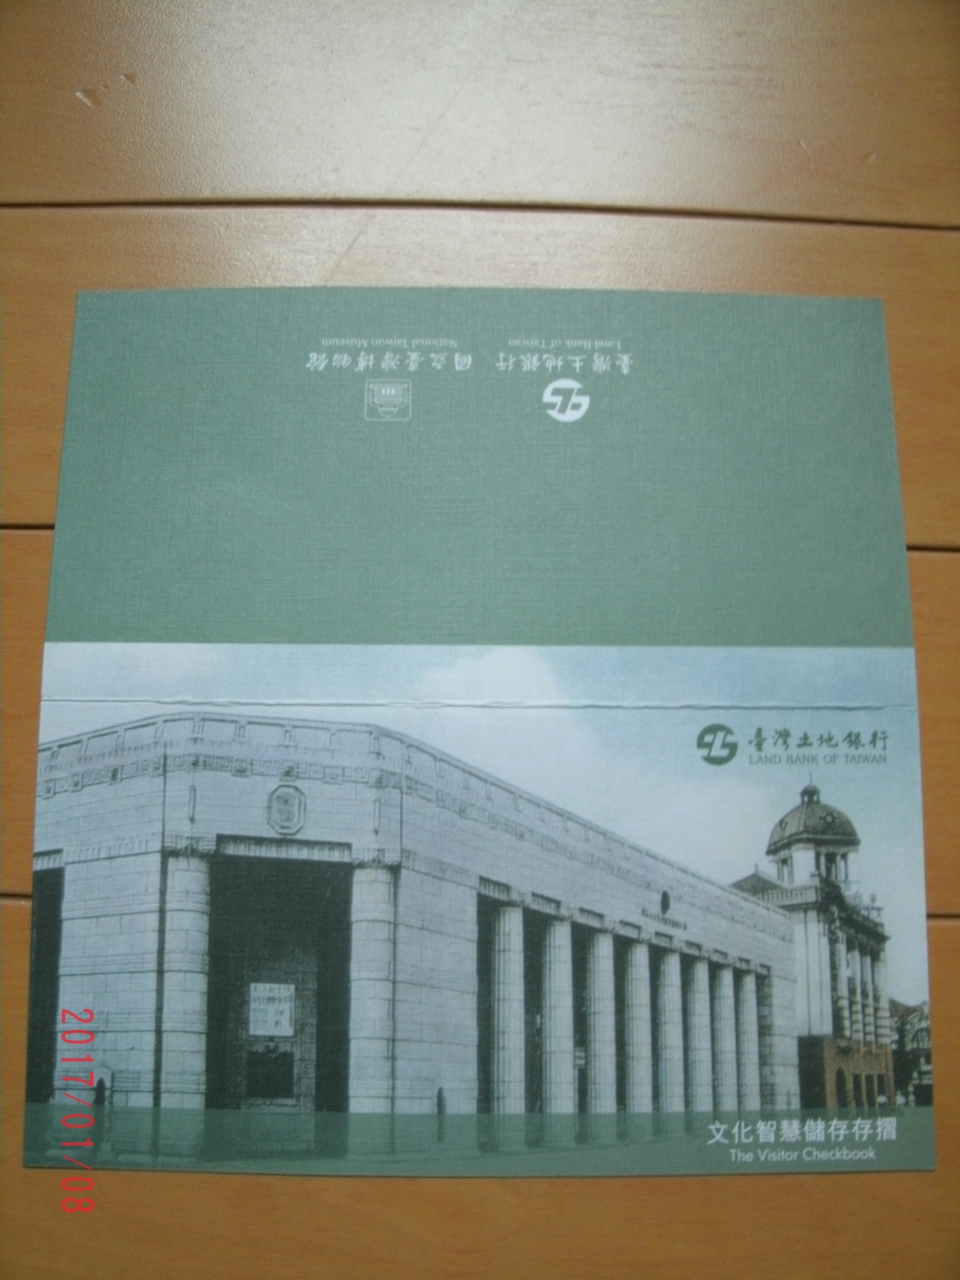 臺灣土地銀行
Land Bank of Taiwan
國立臺灣博物館
National Taiwan Museum
臺灣土地銀行
LAND BANK OF TAIWAN
文化智慧儲存存摺
The Visitor Checkbook
2017/01/08